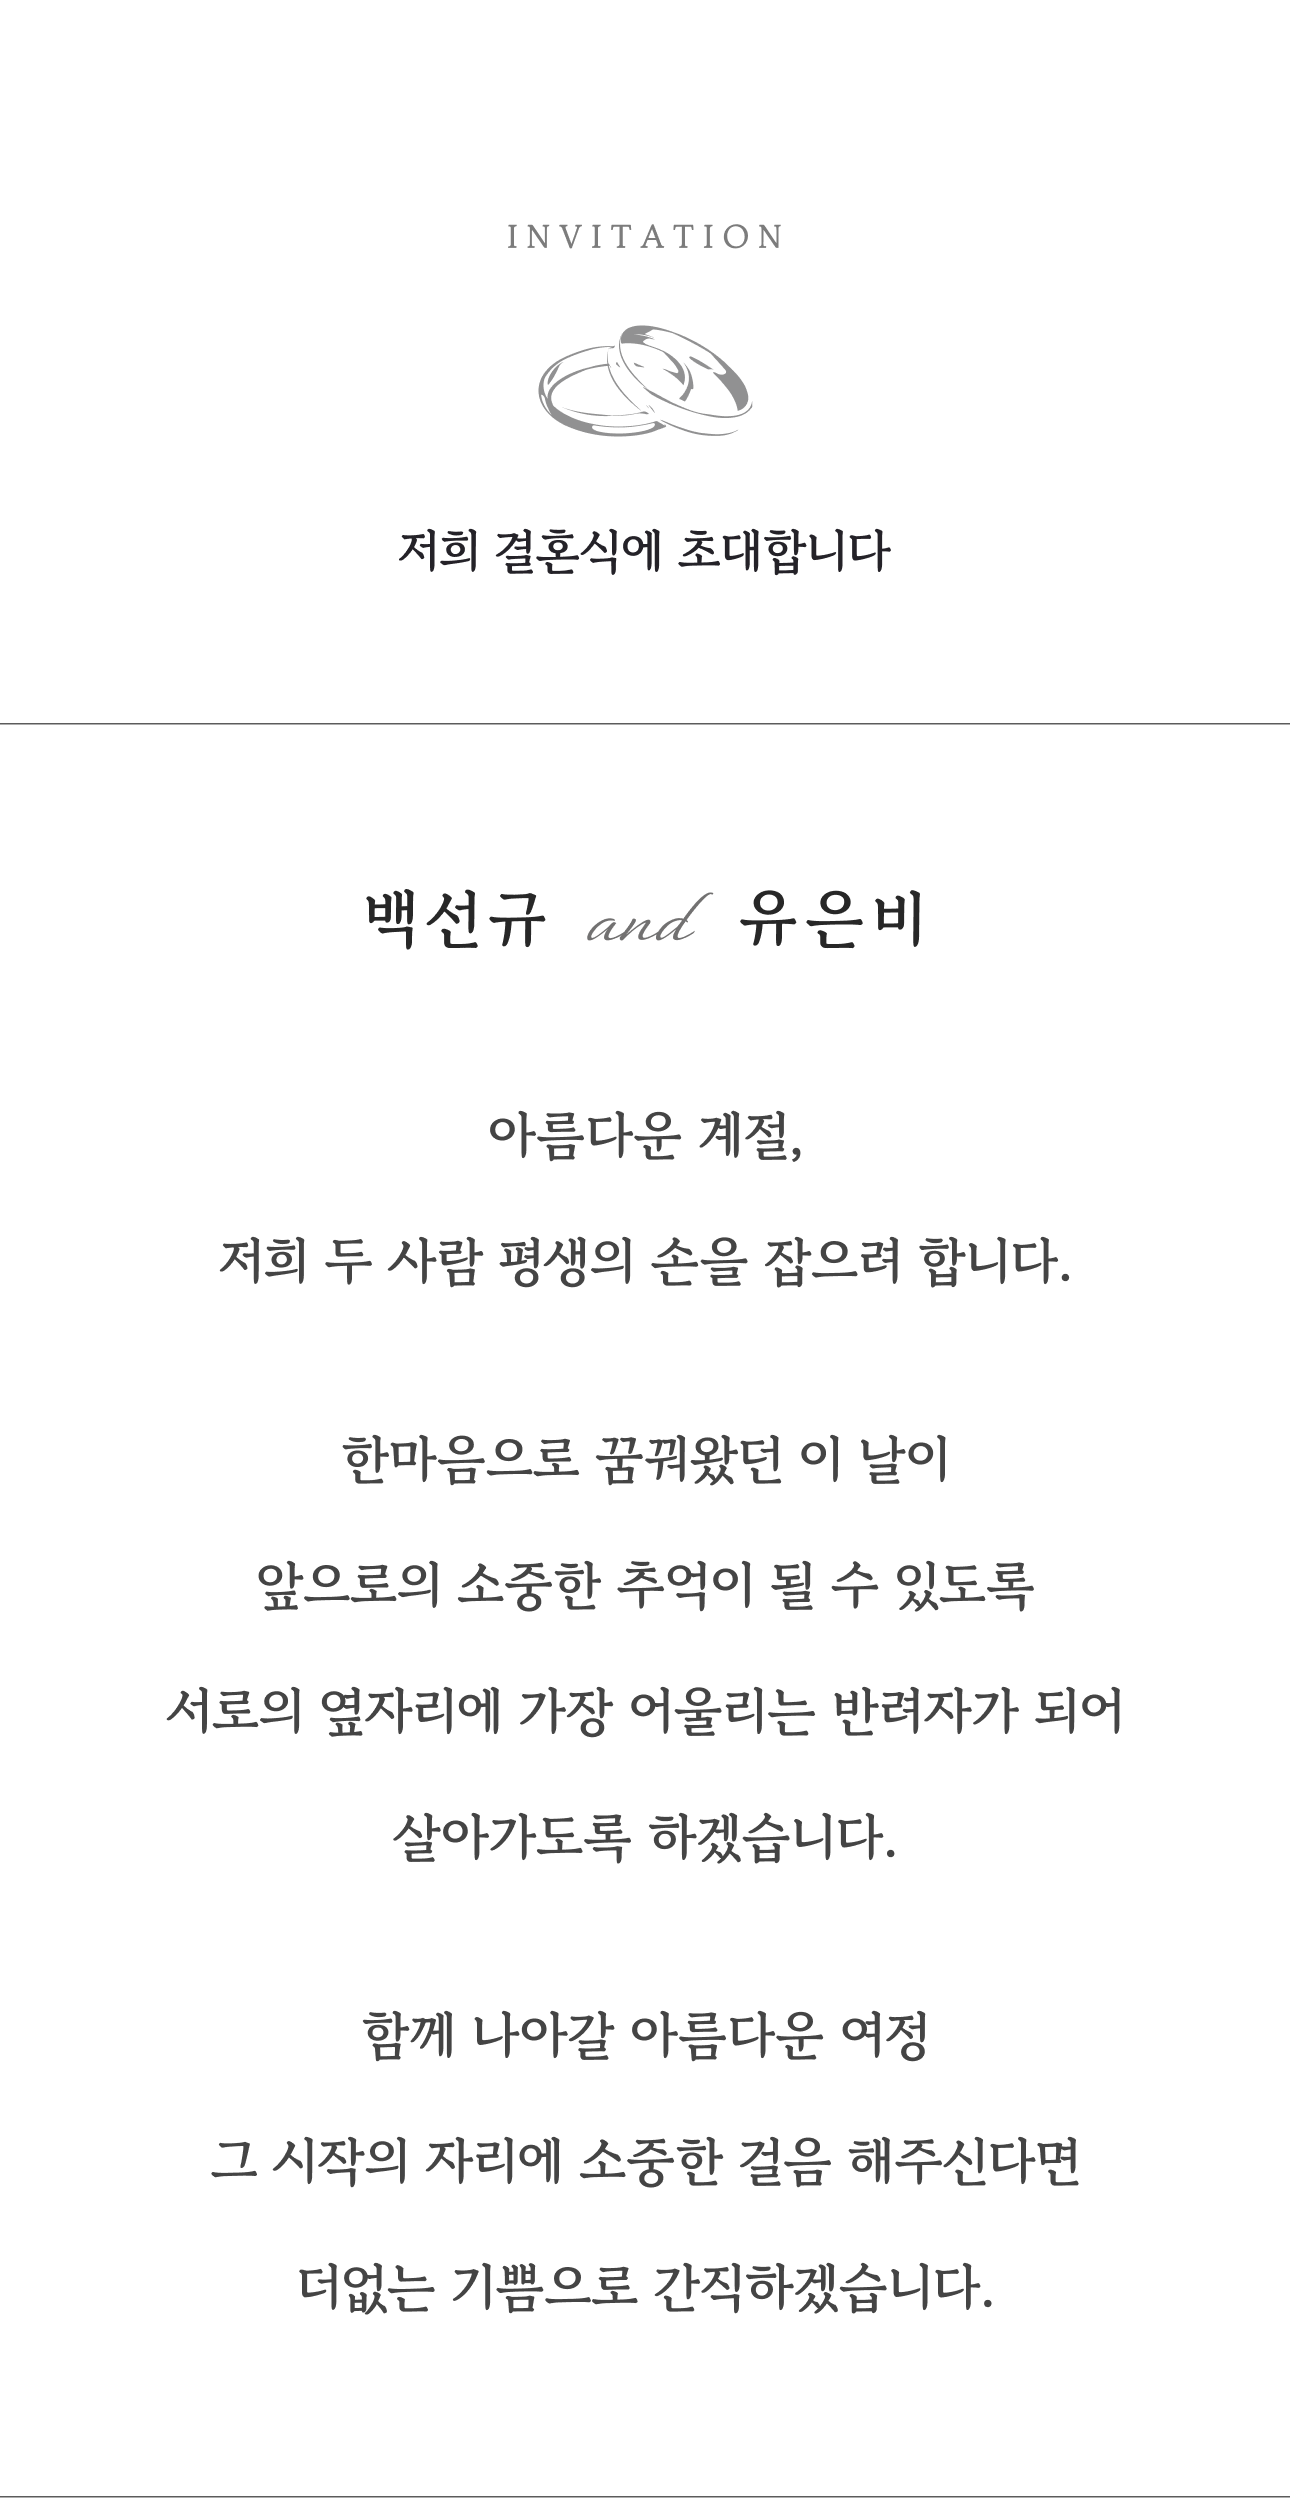 INVITATION
저희 결혼식에 초대합니다
백선규 and 유은비
아름다운 계절,
저희 두 사람 평생의 손을 잡으려 합니다.
한마음으로 꿈꿔왔던 이 날이
앞으로의 소중한 추억이 될 수 있도록
서로의 옆자리에 가장 어울리는 반려자가 되어
살아가도록 하겠습니다.
함께 나아갈 아름다운 여정
그 시작의 자리에 소중한 걸음 해주신다면
더없는 기쁨으로 간직하겠습니다.